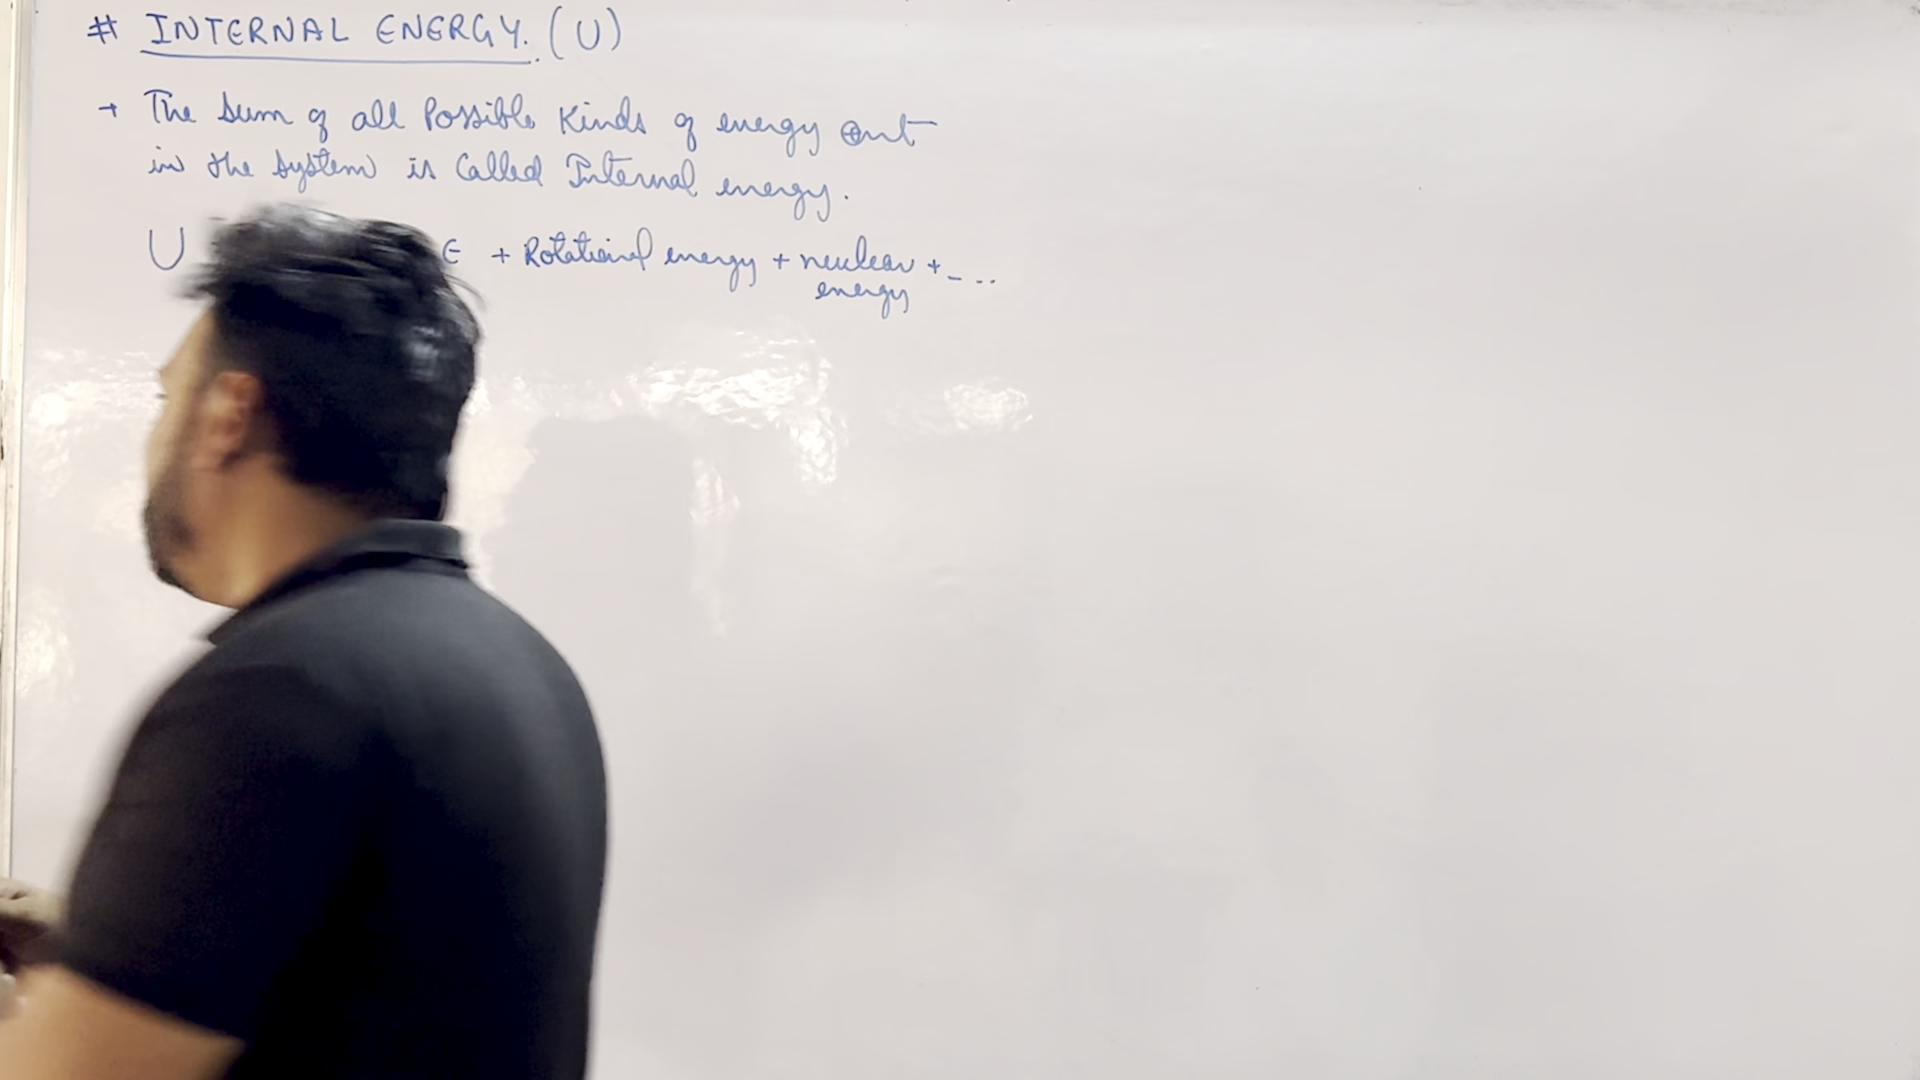 # INTERNAL ENERGY. (U)
→ The sum of all Possible Kinds of energy
in the system is Called Internal energy.
U E + Rotational energy + nuclear + - ..
energy